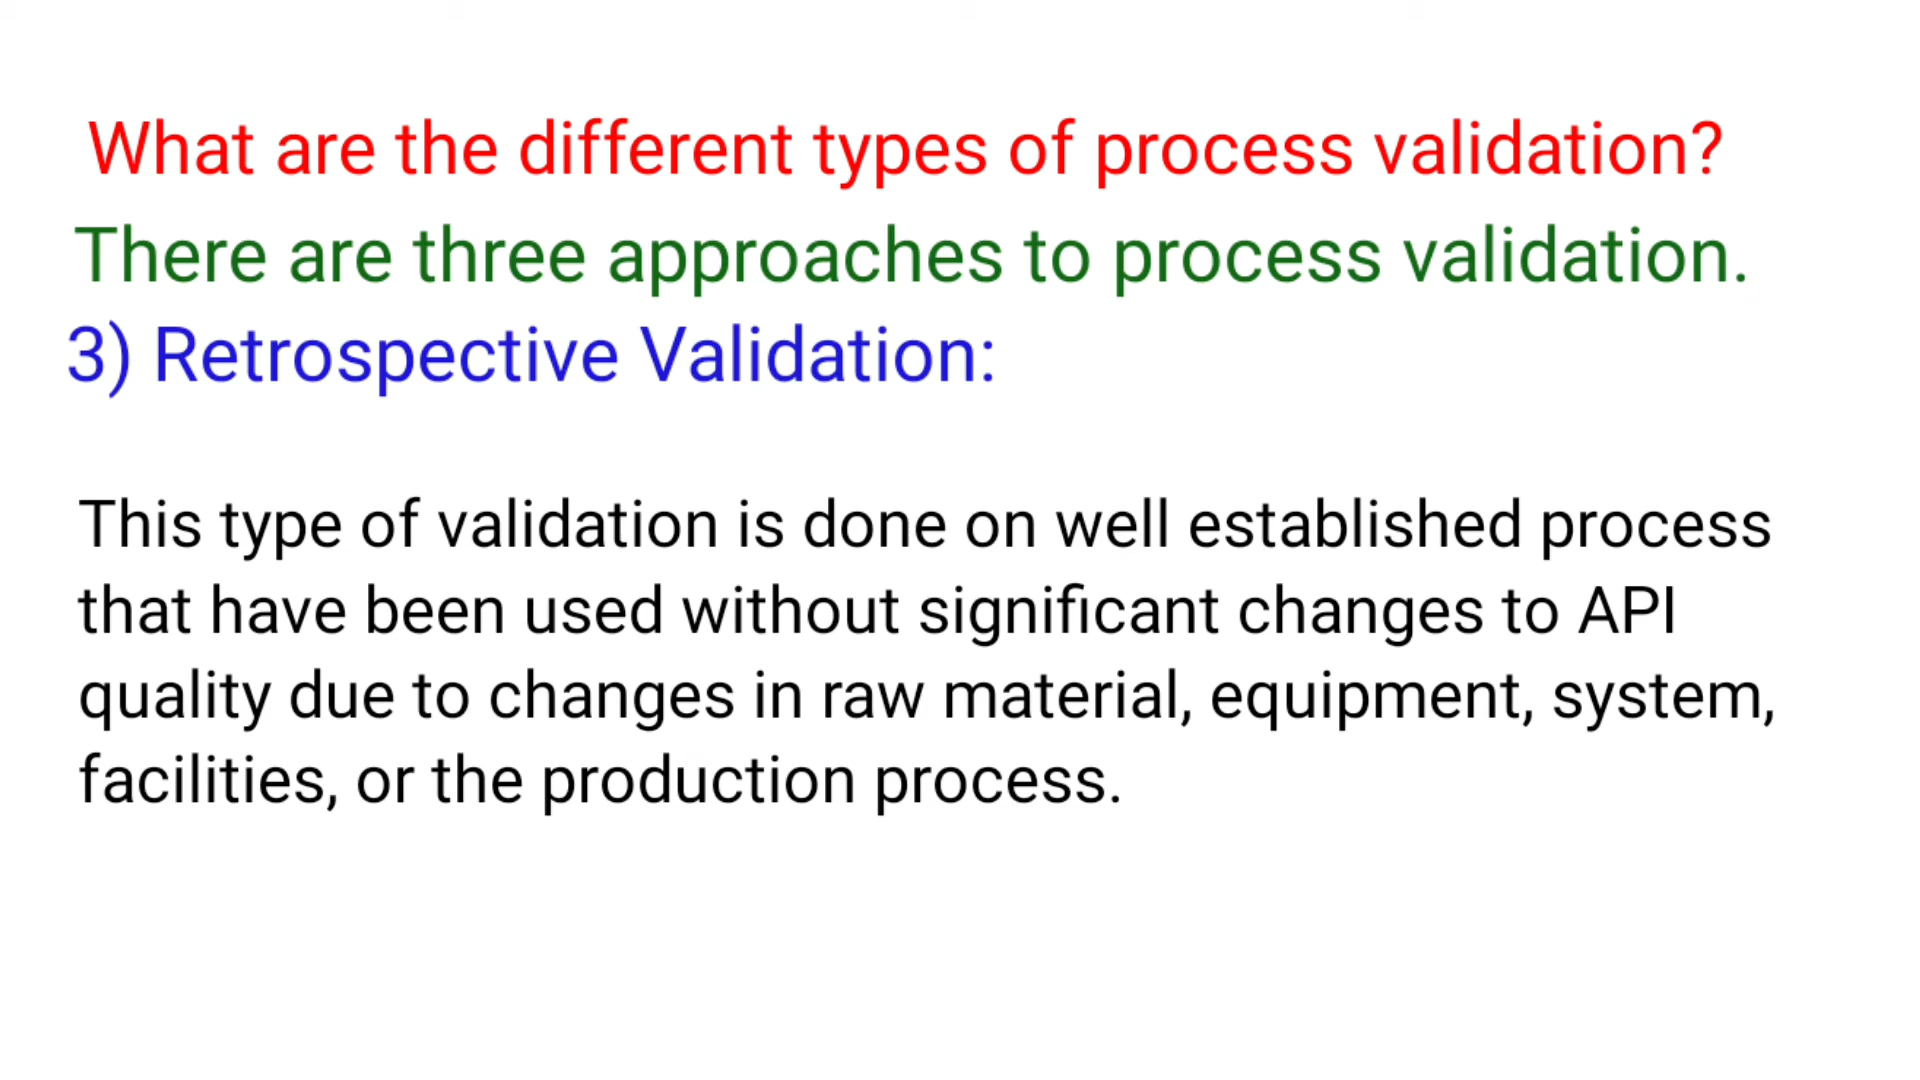 What are the different types of process validation?
There are three approaches to process validation.
3) Retrospective Validation:
This type of validation is done on well established process
that have been used without significant changes to API
quality due to changes in raw material, equipment, system,
facilities, or the production process.